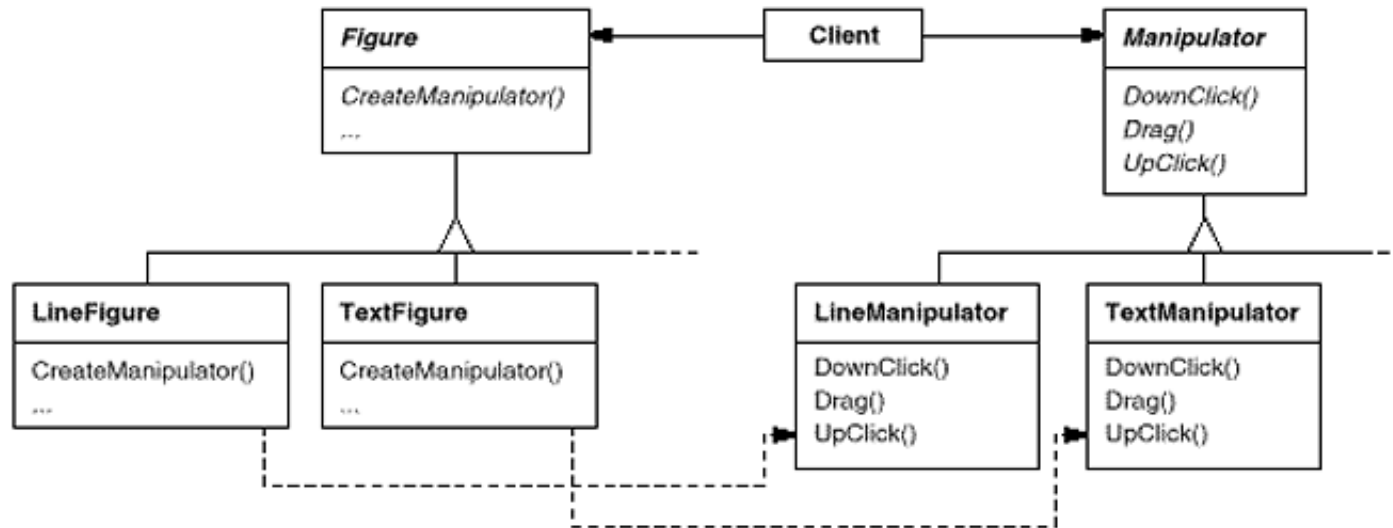 Figure
CreateManipulator()
...
Client
Manipulator
DownClick()
Drag()
UpClick()
LineFigure
CreateManipulator()
...
TextFigure
CreateManipulator()
...
LineManipulator
DownClick()
Drag()
UpClick()
TextManipulator
DownClick()
Drag()
UpClick()